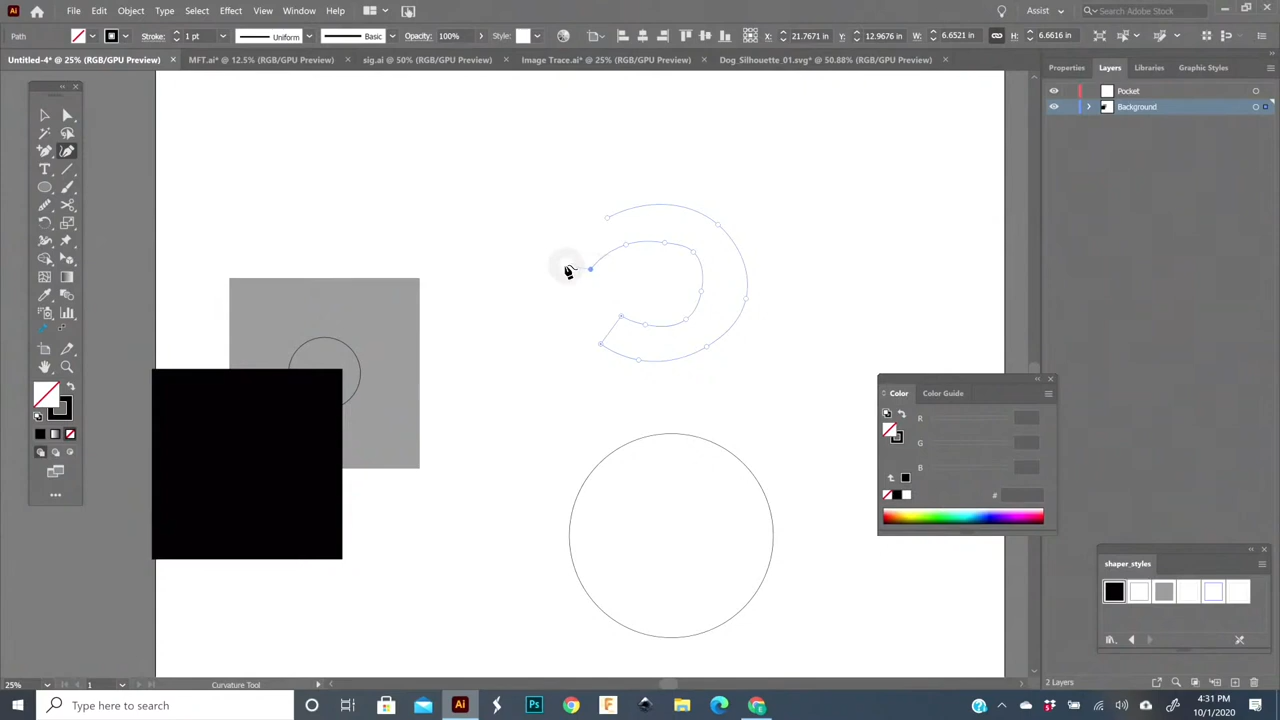 Ai File Edit Object Type Select Effect View Window Help Assist Search Adobe Stock
Path Stroke: 1 pt Uniform Basic Opacity: 100% Style: X: 21.7671 in Y: 12.9676 in W: 6.6521 in H: 6.6616 in
Untitled-4* @ 25% (RGB/GPU Preview) × MFT.ai* @ 12.5% (RGB/GPU Preview) × sig.ai @ 50% (RGB/GPU Preview) × Image Trace.ai* @ 25% (RGB/GPU Preview) × Dog_Silhouette_01.svg* @ 50.88% (RGB/GPU Preview) ×
Properties Layers Libraries Graphic Styles
Pocket
Background
T
Color Color Guide
R
G
B
#
shaper_styles
25% 1 Curvature Tool 2 Layers
Type here to search Ai Ps F 4:31 PM
10/1/2020